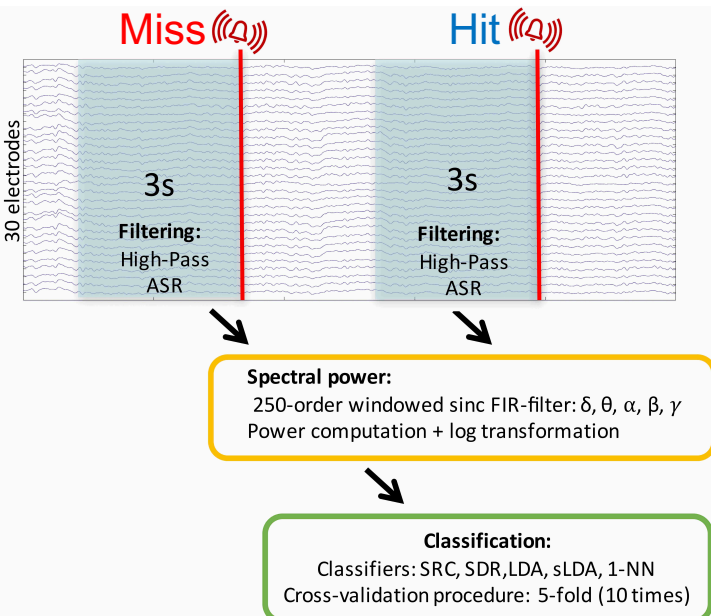 Miss
Hit
30 electrodes
3s
Filtering:
High-Pass
ASR
3s
Filtering:
High-Pass
ASR
Spectral power:
250-order windowed sinc FIR-filter: δ, θ, α, β, γ
Power computation + log transformation
Classification:
Classifiers: SRC, SDR,LDA, sLDA, 1-NN
Cross-validation procedure: 5-fold (10 times)